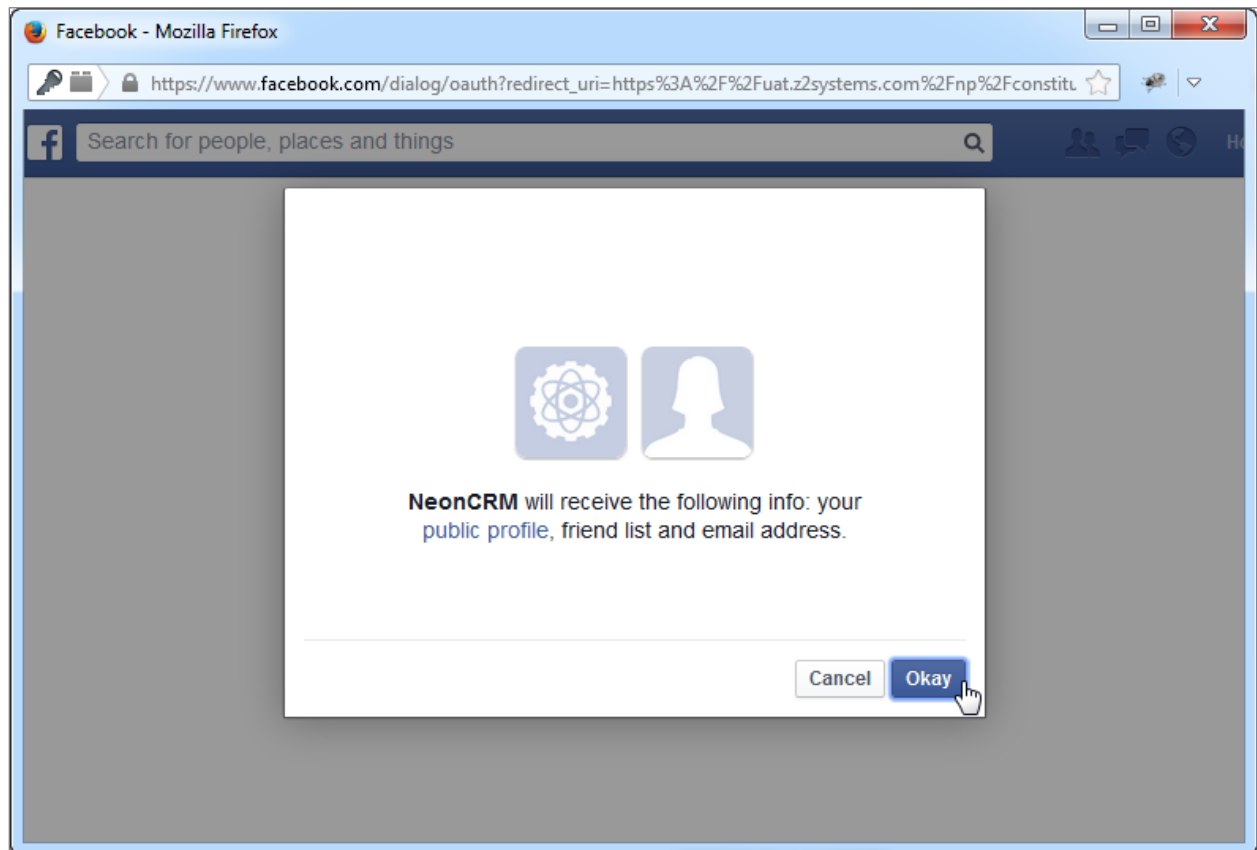 Facebook - Mozilla Firefox
https://www.facebook.com/dialog/oauth?redirect_uri=https%3A%2F%2Fuat.z2systems.com%2Fnp%2Fconstitu
f Search for people, places and things Ho
NeonCRM will receive the following info: your
public profile, friend list and email address.
Cancel Okay